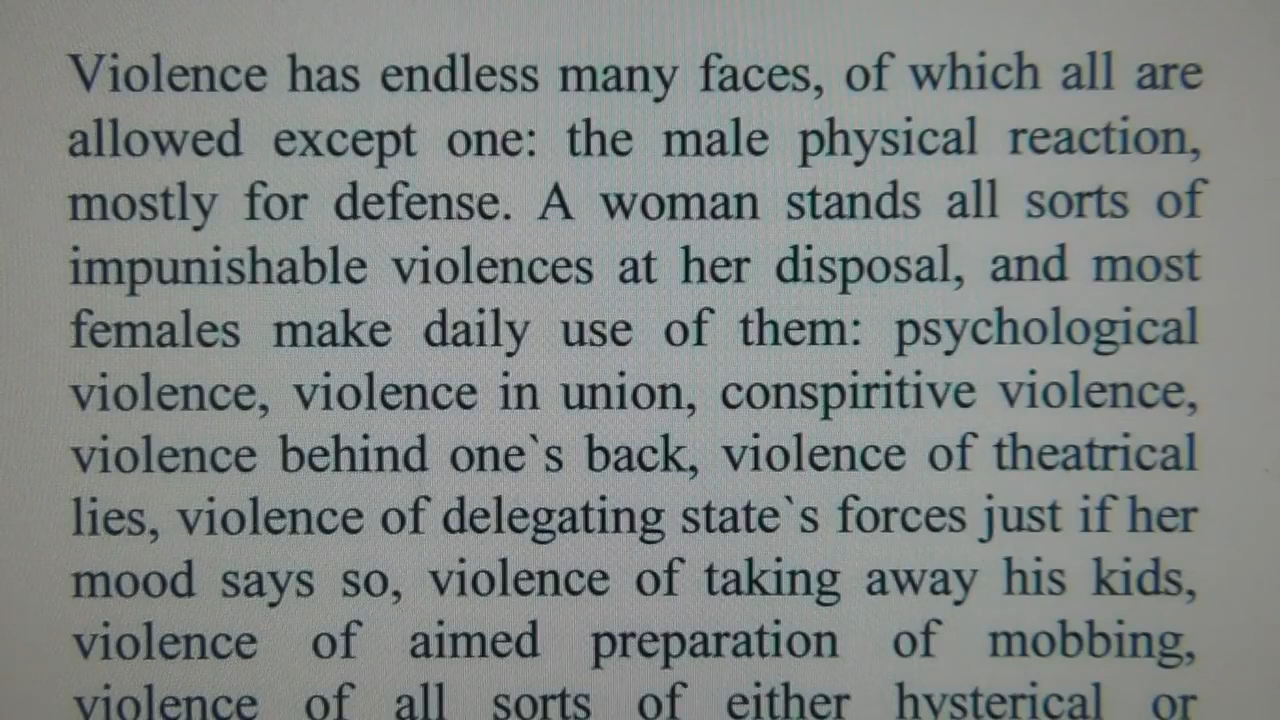 Violence has endless many faces, of which all are
allowed except one: the male physical reaction,
mostly for defense. A woman stands all sorts of
impunishable violences at her disposal, and most
females make daily use of them: psychological
violence, violence in union, conspiritive violence,
violence behind one`s back, violence of theatrical
lies, violence of delegating state`s forces just if her
mood says so, violence of taking away his kids,
violence of aimed preparation of mobbing,
violence of all sorts of either hysterical or